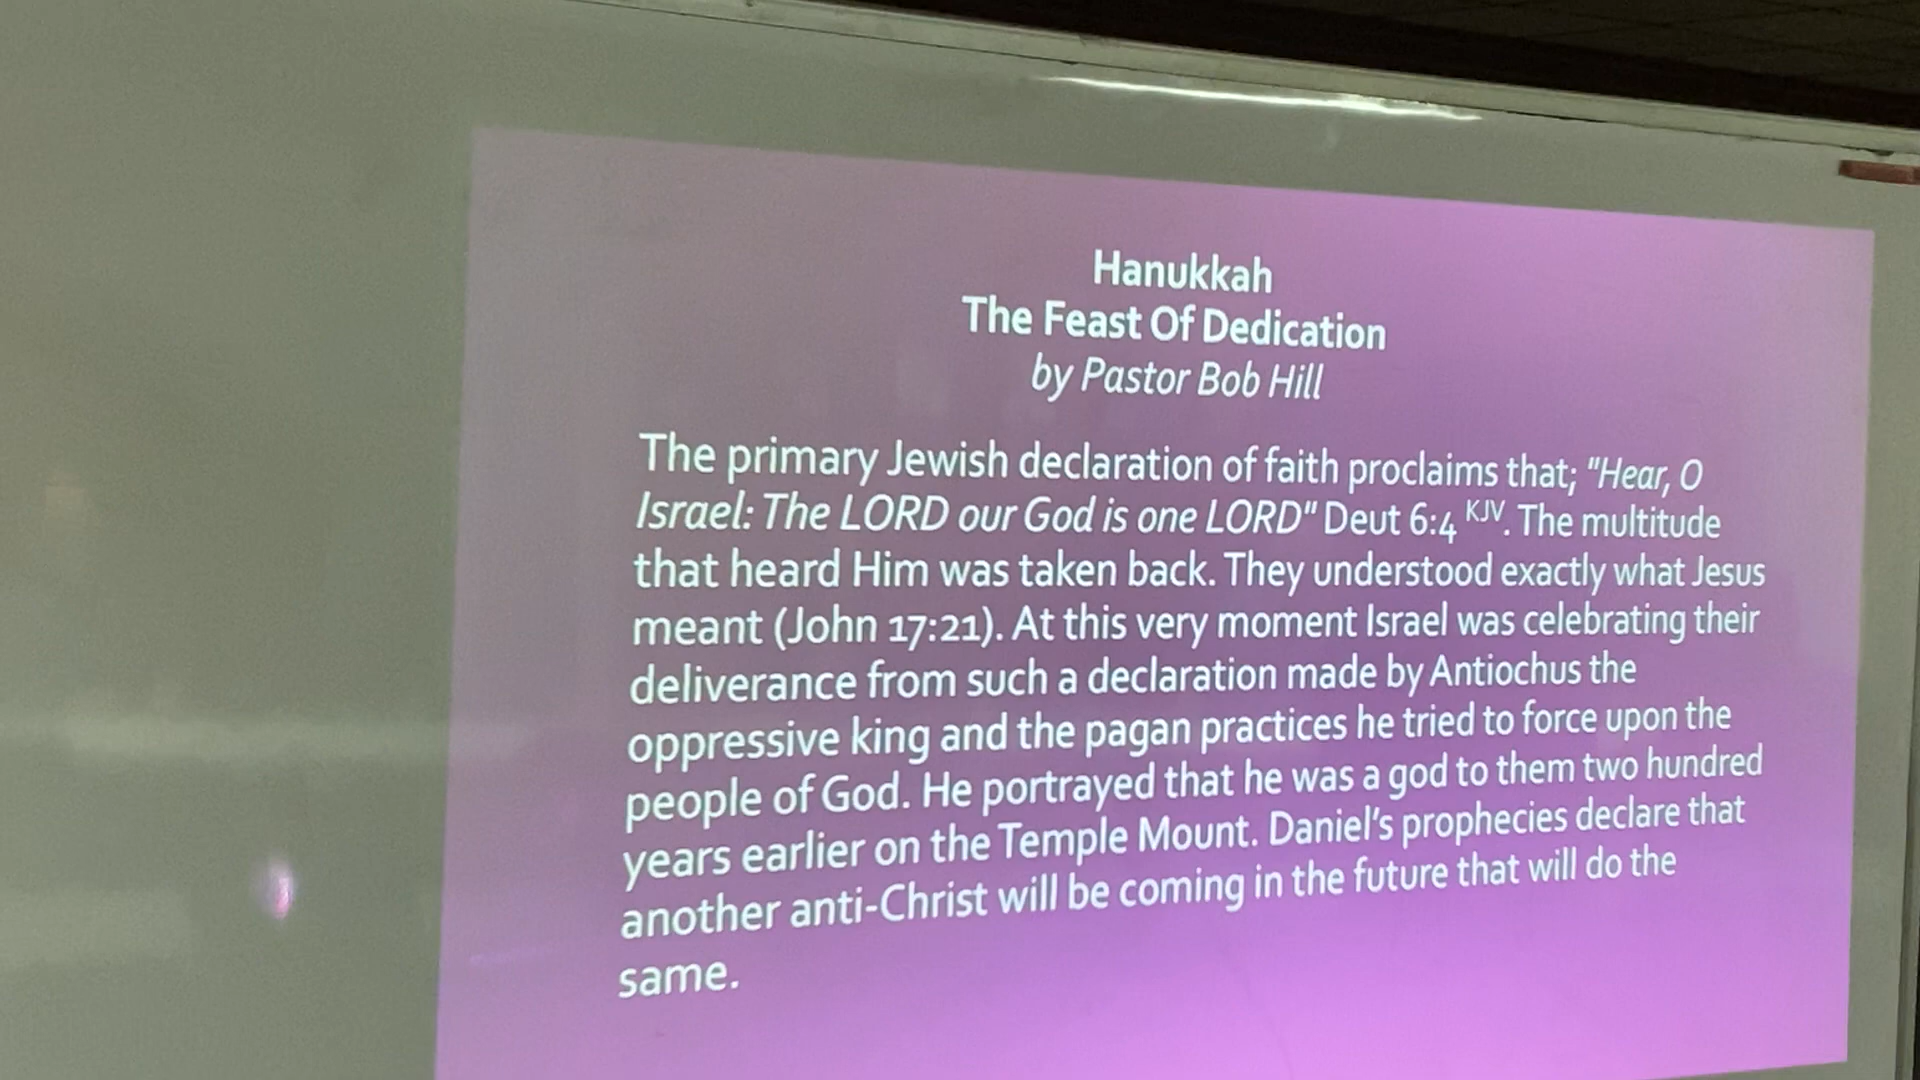 Hanukkah
The Feast Of Dedication
by Pastor Bob Hill
The primary Jewish declaration of faith proclaims that; "Hear, O
Israel: The LORD our God is one LORD" Deut 6:4 KJV. The multitude
that heard Him was taken back. They understood exactly what Jesus
meant (John 17:21). At this very moment Israel was celebrating their
deliverance from such a declaration made by Antiochus the
oppressive king and the pagan practices he tried to force upon the
people of God. He portrayed that he was a god to them two hundred
years earlier on the Temple Mount. Daniel's prophecies declare that
another anti-Christ will be coming in the future that will do the
same.